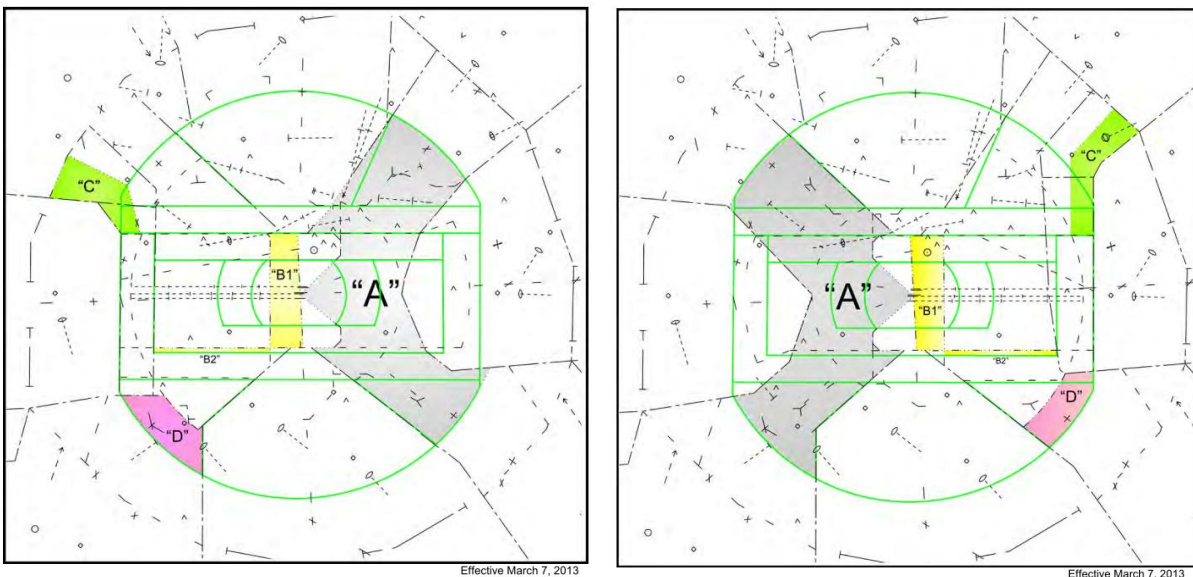 “C”
“B1”
“A”
“B2”
“D”
Effective March 7, 2013
“C”
“A”
“B1”
“B2”
“D”
Effective March 7, 2013